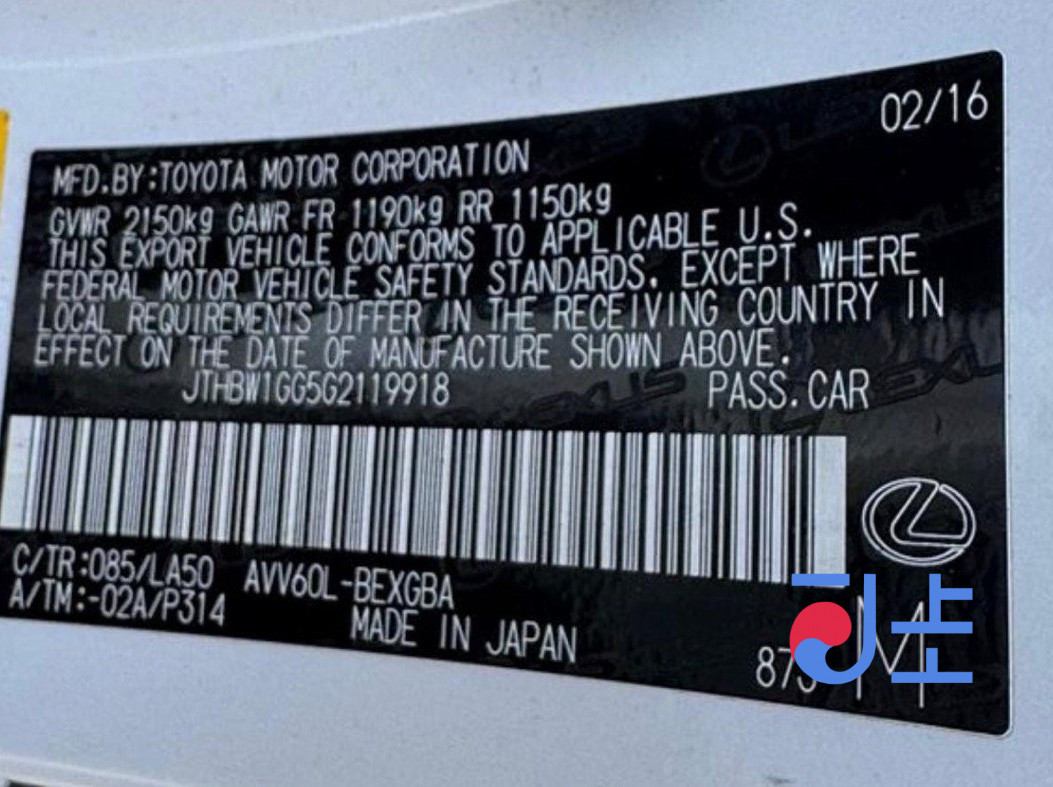 02/16
MFD.BY:TOYOTA MOTOR CORPORATION
GVWR 2150kg GAWR FR 1190kg RR 1150kg
THIS EXPORT VEHICLE CONFORMS TO APPLICABLE U.S.
FEDERAL MOTOR VEHICLE SAFETY STANDARDS, EXCEPT WHERE
LOCAL REQUIREMENTS DIFFER IN THE RECEIVING COUNTRY IN
EFFECT ON THE DATE OF MANUFACTURE SHOWN ABOVE.
JTHBW1GG5G2119918 PASS.CAR
C/TR:085/LA50 AVV60L-BEXGBA
A/TM:-02A/P314 MADE IN JAPAN